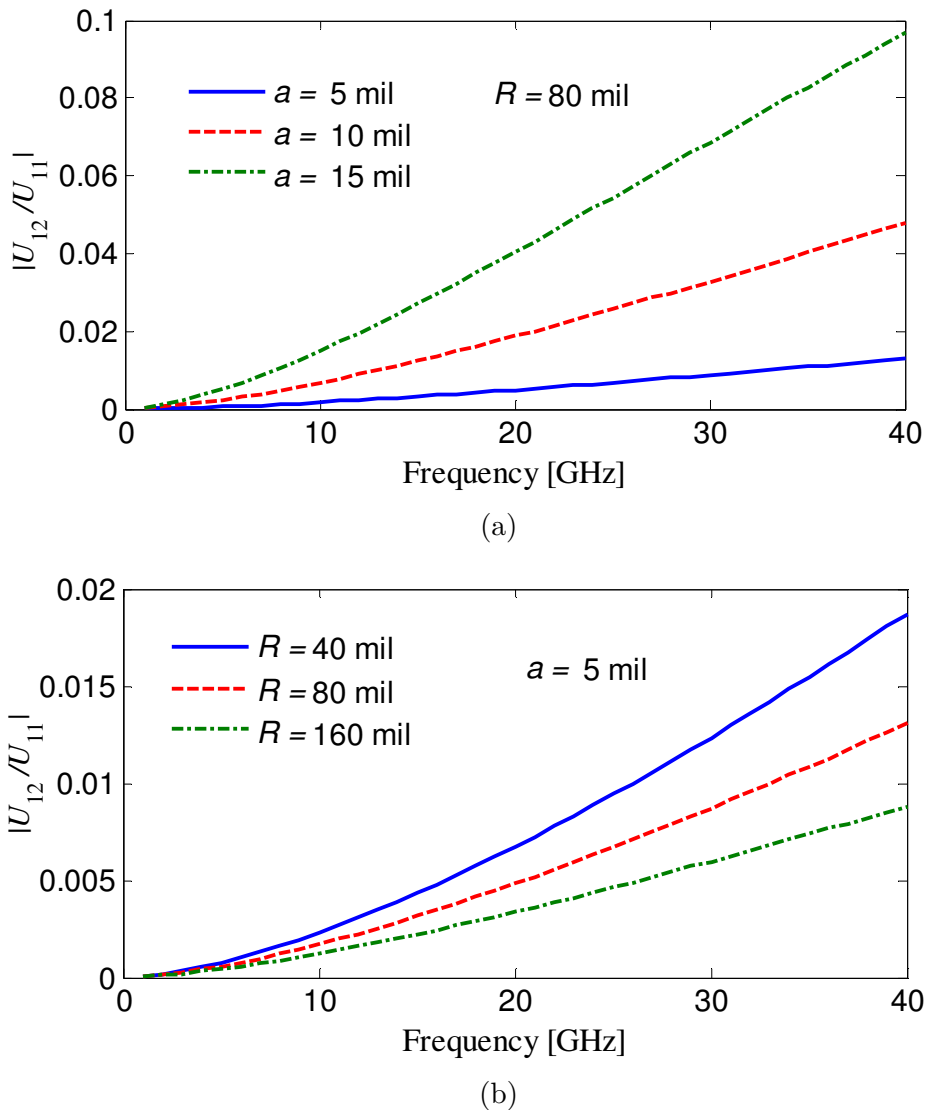 0.1
0.08
0.06
0.04
0.02
0
|U12/U11|
a = 5 mil
a = 10 mil
a = 15 mil
R = 80 mil
0 10 20 30 40
Frequency [GHz]
(a)
0.02
0.015
0.01
0.005
0
|U12/U11|
R = 40 mil
R = 80 mil
R = 160 mil
a = 5 mil
0 10 20 30 40
Frequency [GHz]
(b)